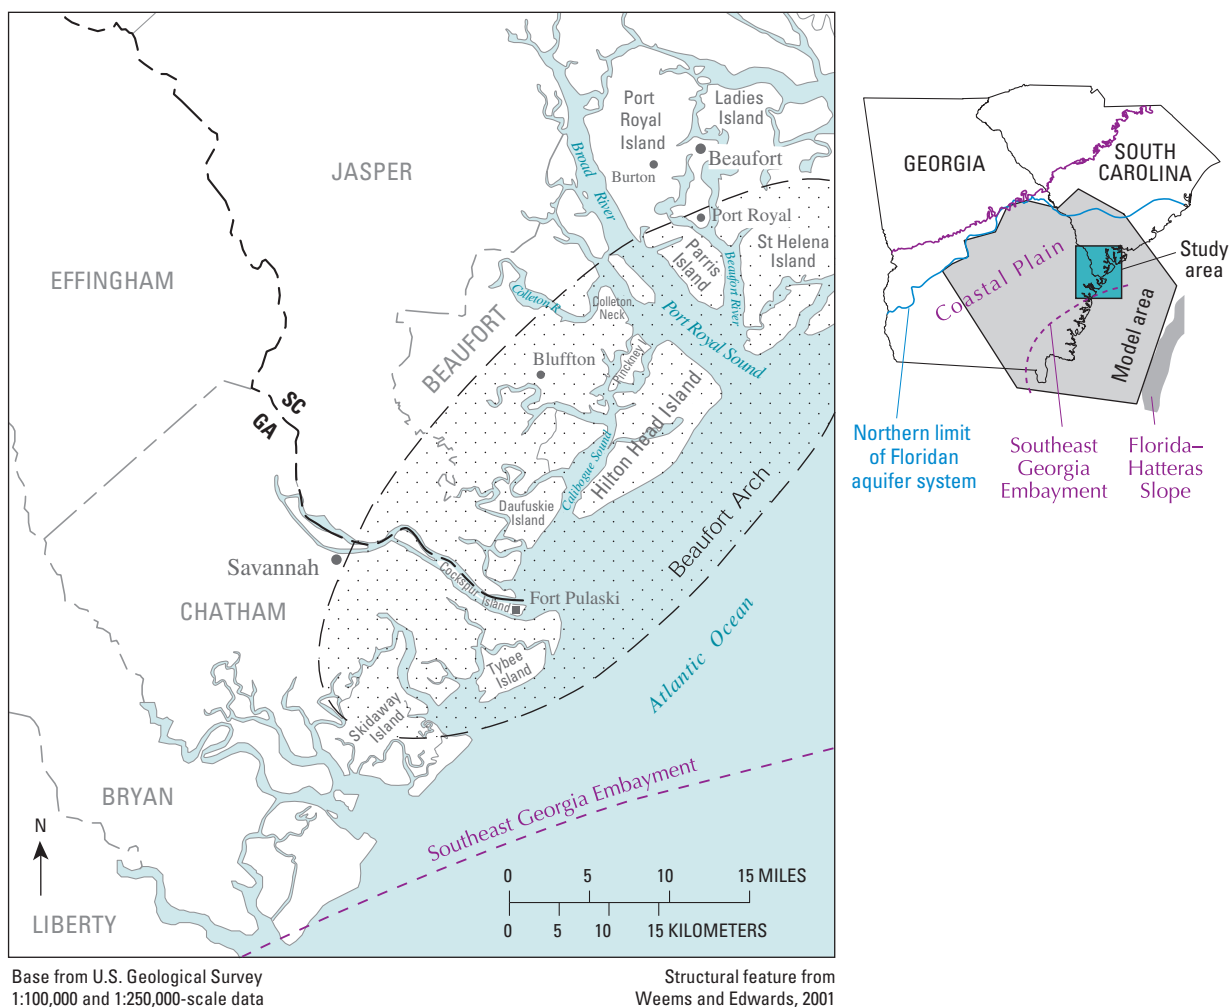 Port
Royal
Island
Ladies
Island
Broad
River
Beaufort
Burton
JASPER
Port Royal
Parris
Island
Beaufort River
St Helena
Island
EFFINGHAM
Colleton R
Colleton
Neck
Port Royal Sound
BEAUFORT
Bluffton
Pinckney I
SC
GA
Hilton Head Island
Calibogue Sound
Daufuskie
Island
Beaufort Arch
Savannah
Cockspur Island
Fort Pulaski
CHATHAM
Atlantic Ocean
Tybee
Island
Skidaway
Island
BRYAN
Southeast Georgia Embayment
N
LIBERTY
0 5 10 15 MILES
0 5 10 15 KILOMETERS
Base from U.S. Geological Survey
1:100,000 and 1:250,000-scale data
Structural feature from
Weems and Edwards, 2001
GEORGIA
SOUTH
CAROLINA
Coastal Plain
Study
area
Model area
Northern limit
of Floridan
aquifer system
Southeast
Georgia
Embayment
Florida–
Hatteras
Slope